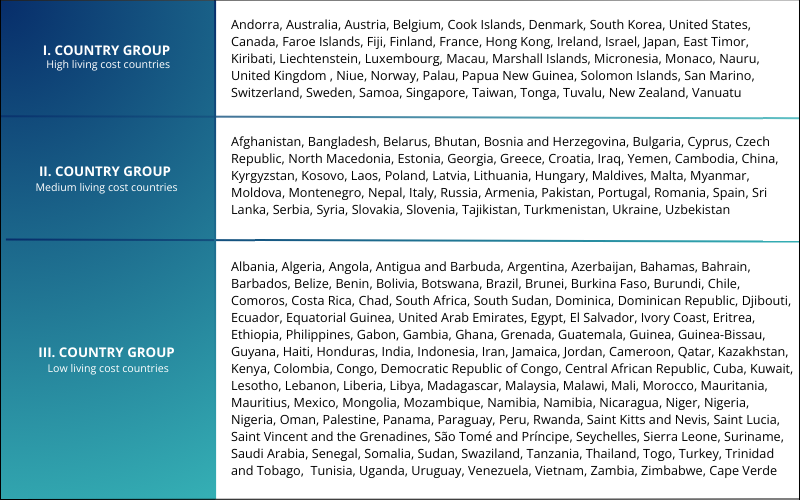 I. COUNTRY GROUP
High living cost countries
Andorra, Australia, Austria, Belgium, Cook Islands, Denmark, South Korea, United States,
Canada, Faroe Islands, Fiji, Finland, France, Hong Kong, Ireland, Israel, Japan, East Timor,
Kiribati, Liechtenstein, Luxembourg, Macau, Marshall Islands, Micronesia, Monaco, Nauru,
United Kingdom , Niue, Norway, Palau, Papua New Guinea, Solomon Islands, San Marino,
Switzerland, Sweden, Samoa, Singapore, Taiwan, Tonga, Tuvalu, New Zealand, Vanuatu
II. COUNTRY GROUP
Medium living cost countries
Afghanistan, Bangladesh, Belarus, Bhutan, Bosnia and Herzegovina, Bulgaria, Cyprus, Czech
Republic, North Macedonia, Estonia, Georgia, Greece, Croatia, Iraq, Yemen, Cambodia, China,
Kyrgyzstan, Kosovo, Laos, Poland, Latvia, Lithuania, Hungary, Maldives, Malta, Myanmar,
Moldova, Montenegro, Nepal, Italy, Russia, Armenia, Pakistan, Portugal, Romania, Spain, Sri
Lanka, Serbia, Syria, Slovakia, Slovenia, Tajikistan, Turkmenistan, Ukraine, Uzbekistan
III. COUNTRY GROUP
Low living cost countries
Albania, Algeria, Angola, Antigua and Barbuda, Argentina, Azerbaijan, Bahamas, Bahrain,
Barbados, Belize, Benin, Bolivia, Botswana, Brazil, Brunei, Burkina Faso, Burundi, Chile,
Comoros, Costa Rica, Chad, South Africa, South Sudan, Dominica, Dominican Republic, Djibouti,
Ecuador, Equatorial Guinea, United Arab Emirates, Egypt, El Salvador, Ivory Coast, Eritrea,
Ethiopia, Philippines, Gabon, Gambia, Ghana, Grenada, Guatemala, Guinea, Guinea-Bissau,
Guyana, Haiti, Honduras, India, Indonesia, Iran, Jamaica, Jordan, Cameroon, Qatar, Kazakhstan,
Kenya, Colombia, Congo, Democratic Republic of Congo, Central African Republic, Cuba, Kuwait,
Lesotho, Lebanon, Liberia, Libya, Madagascar, Malaysia, Malawi, Mali, Morocco, Mauritania,
Mauritius, Mexico, Mongolia, Mozambique, Namibia, Namibia, Nicaragua, Niger, Nigeria,
Nigeria, Oman, Palestine, Panama, Paraguay, Peru, Rwanda, Saint Kitts and Nevis, Saint Lucia,
Saint Vincent and the Grenadines, São Tomé and Príncipe, Seychelles, Sierra Leone, Suriname,
Saudi Arabia, Senegal, Somalia, Sudan, Swaziland, Tanzania, Thailand, Togo, Turkey, Trinidad
and Tobago,  Tunisia, Uganda, Uruguay, Venezuela, Vietnam, Zambia, Zimbabwe, Cape Verde